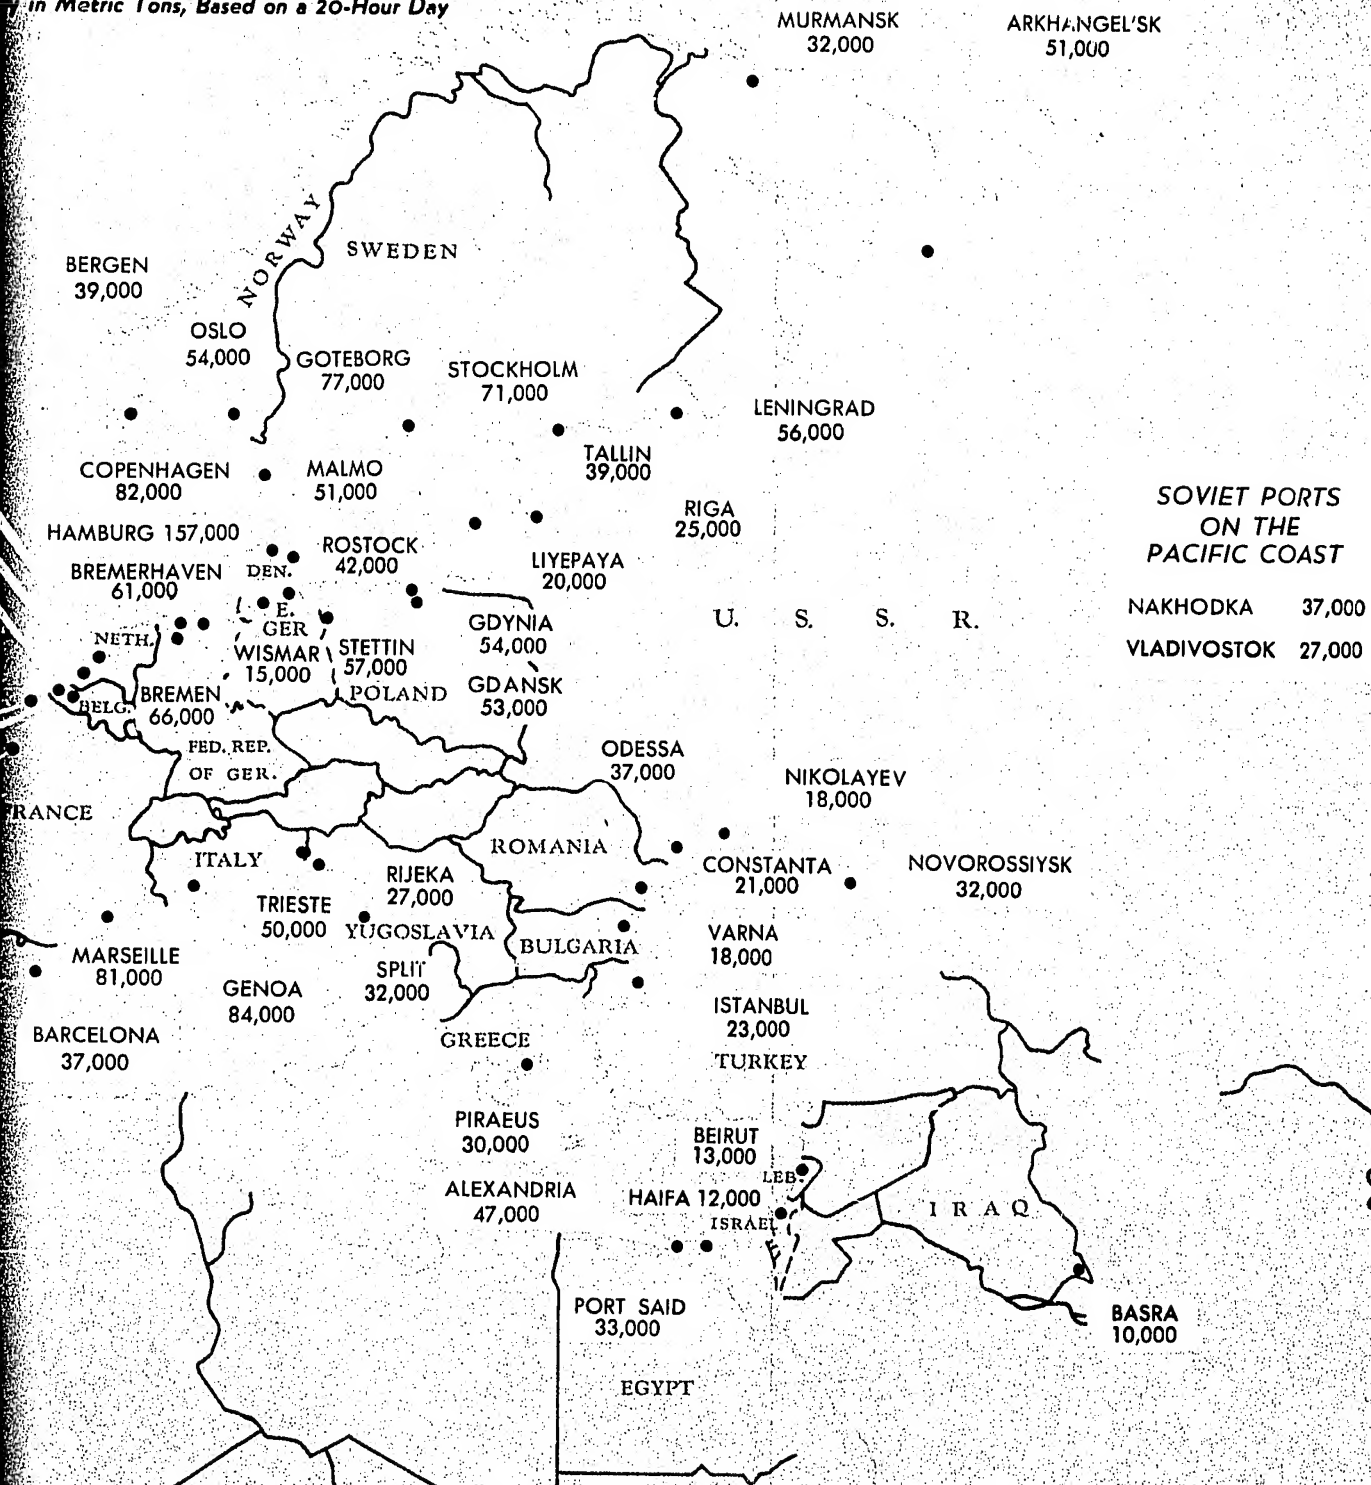 in Metric Tons, Based on a 20-Hour Day
MURMANSK
32,000
ARKHANGEL'SK
51,000
NORWAY
SWEDEN
BERGEN
39,000
OSLO
54,000
GOTEBORG
77,000
STOCKHOLM
71,000
LENINGRAD
56,000
TALLIN
39,000
COPENHAGEN
82,000
MALMO
51,000
RIGA
25,000
SOVIET PORTS
ON THE
PACIFIC COAST
NAKHODKA 37,000
VLADIVOSTOK 27,000
HAMBURG 157,000
ROSTOCK
42,000
LIYEPAYA
20,000
BREMERHAVEN
61,000
DEN.
E.
GER
U. S. S. R.
GDYNIA
54,000
NETH.
WISMAR
15,000
STETTIN
57,000
POLAND
GDANSK
53,000
BELG.
BREMEN
66,000
FED. REP.
OF GER.
ODESSA
37,000
NIKOLAYEV
18,000
RANCE
ITALY
ROMANIA
RIJEKA
27,000
CONSTANTA
21,000
NOVOROSSIYSK
32,000
TRIESTE
50,000
YUGOSLAVIA
BULGARIA
VARNA
18,000
MARSEILLE
81,000
SPLIT
32,000
GENOA
84,000
ISTANBUL
23,000
BARCELONA
37,000
GREECE
TURKEY
PIRAEUS
30,000
BEIRUT
13,000
LEB.
ALEXANDRIA
47,000
HAIFA 12,000
ISRAEL
IRAQ
PORT SAID
33,000
BASRA
10,000
EGYPT